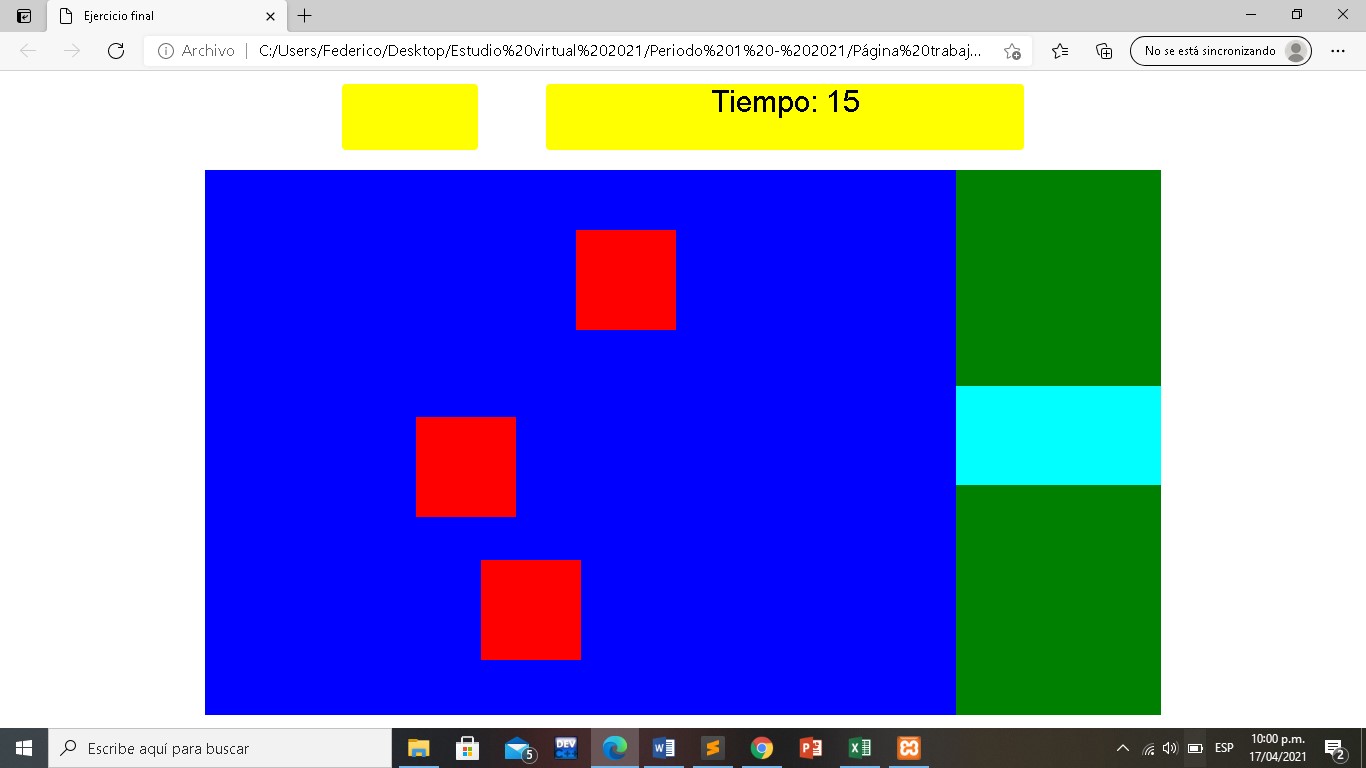 Ejercicio final
Archivo
C:/Users/Federico/Desktop/Estudio%20virtual%202021/Periodo%201%20-%202021/Página%20trabaj...
No se está sincronizando
Tiempo: 15
Escribe aquí para buscar
5
DEV
ESP
10:00 p.m.
17/04/2021
2